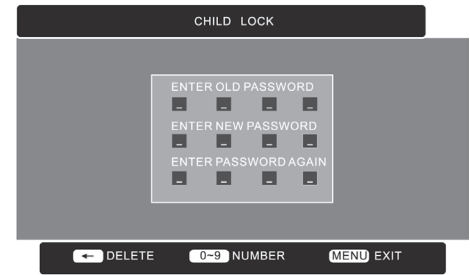 CHILD LOCK
ENTER OLD PASSWORD
_ _ _ _
ENTER NEW PASSWORD
_ _ _ _
ENTER PASSWORD AGAIN
_ _ _ _
← DELETE 0~9 NUMBER MENU EXIT